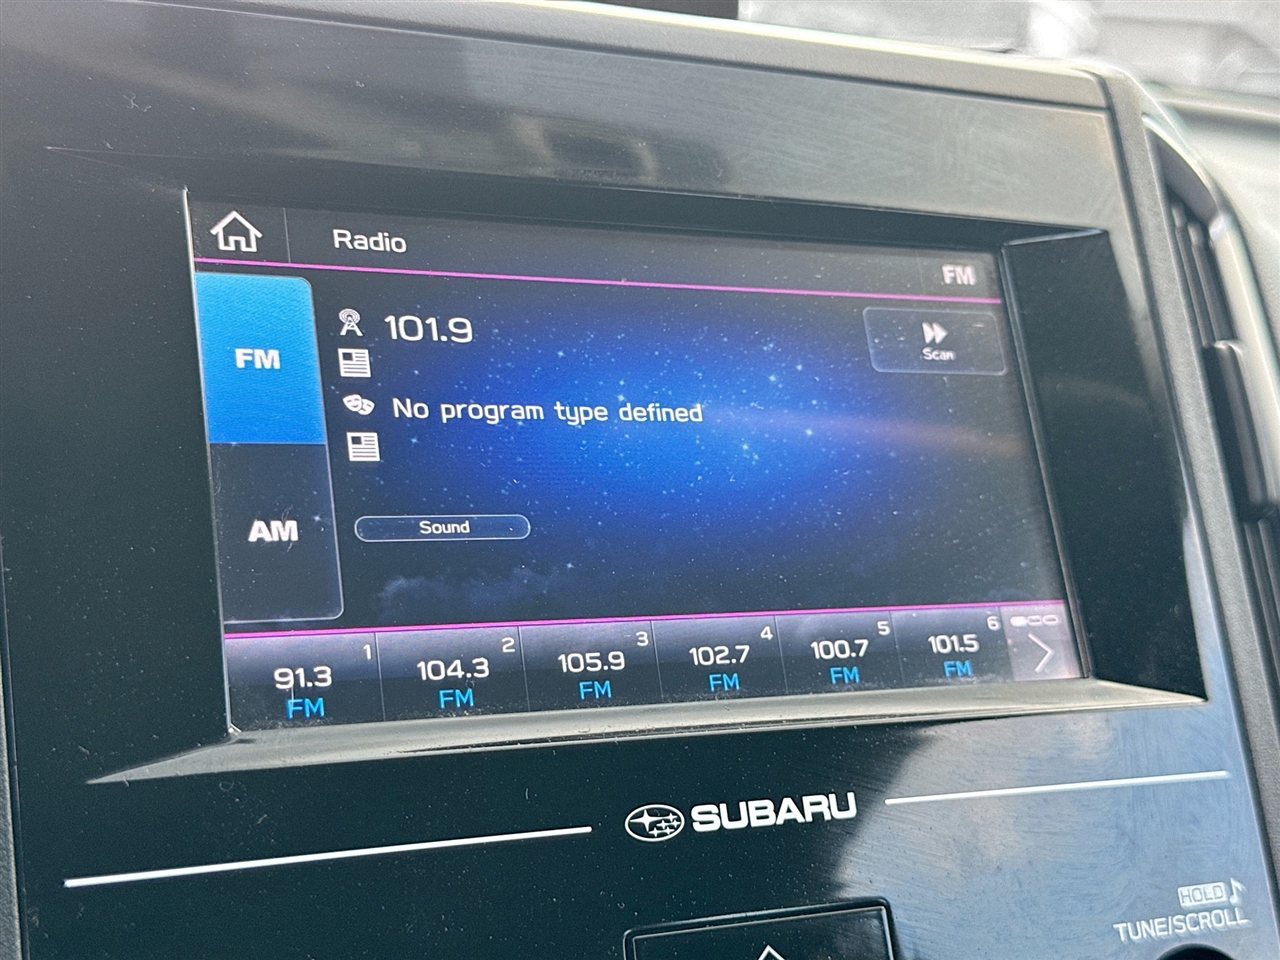 Radio
FM
FM
101.9
Scan
No program type defined
AM
Sound
1
91.3
FM
2
104.3
FM
3
105.9
FM
4
102.7
FM
5
100.7
FM
6
101.5
FM
SUBARU
HOLD
TUNE/SCROLL